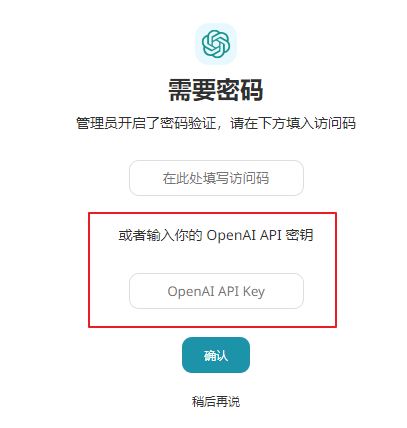 需要密码
管理员开启了密码验证，请在下方填入访问码
在此处填写访问码
或者输入你的 OpenAI API 密钥
OpenAI API Key
确认
稍后再说